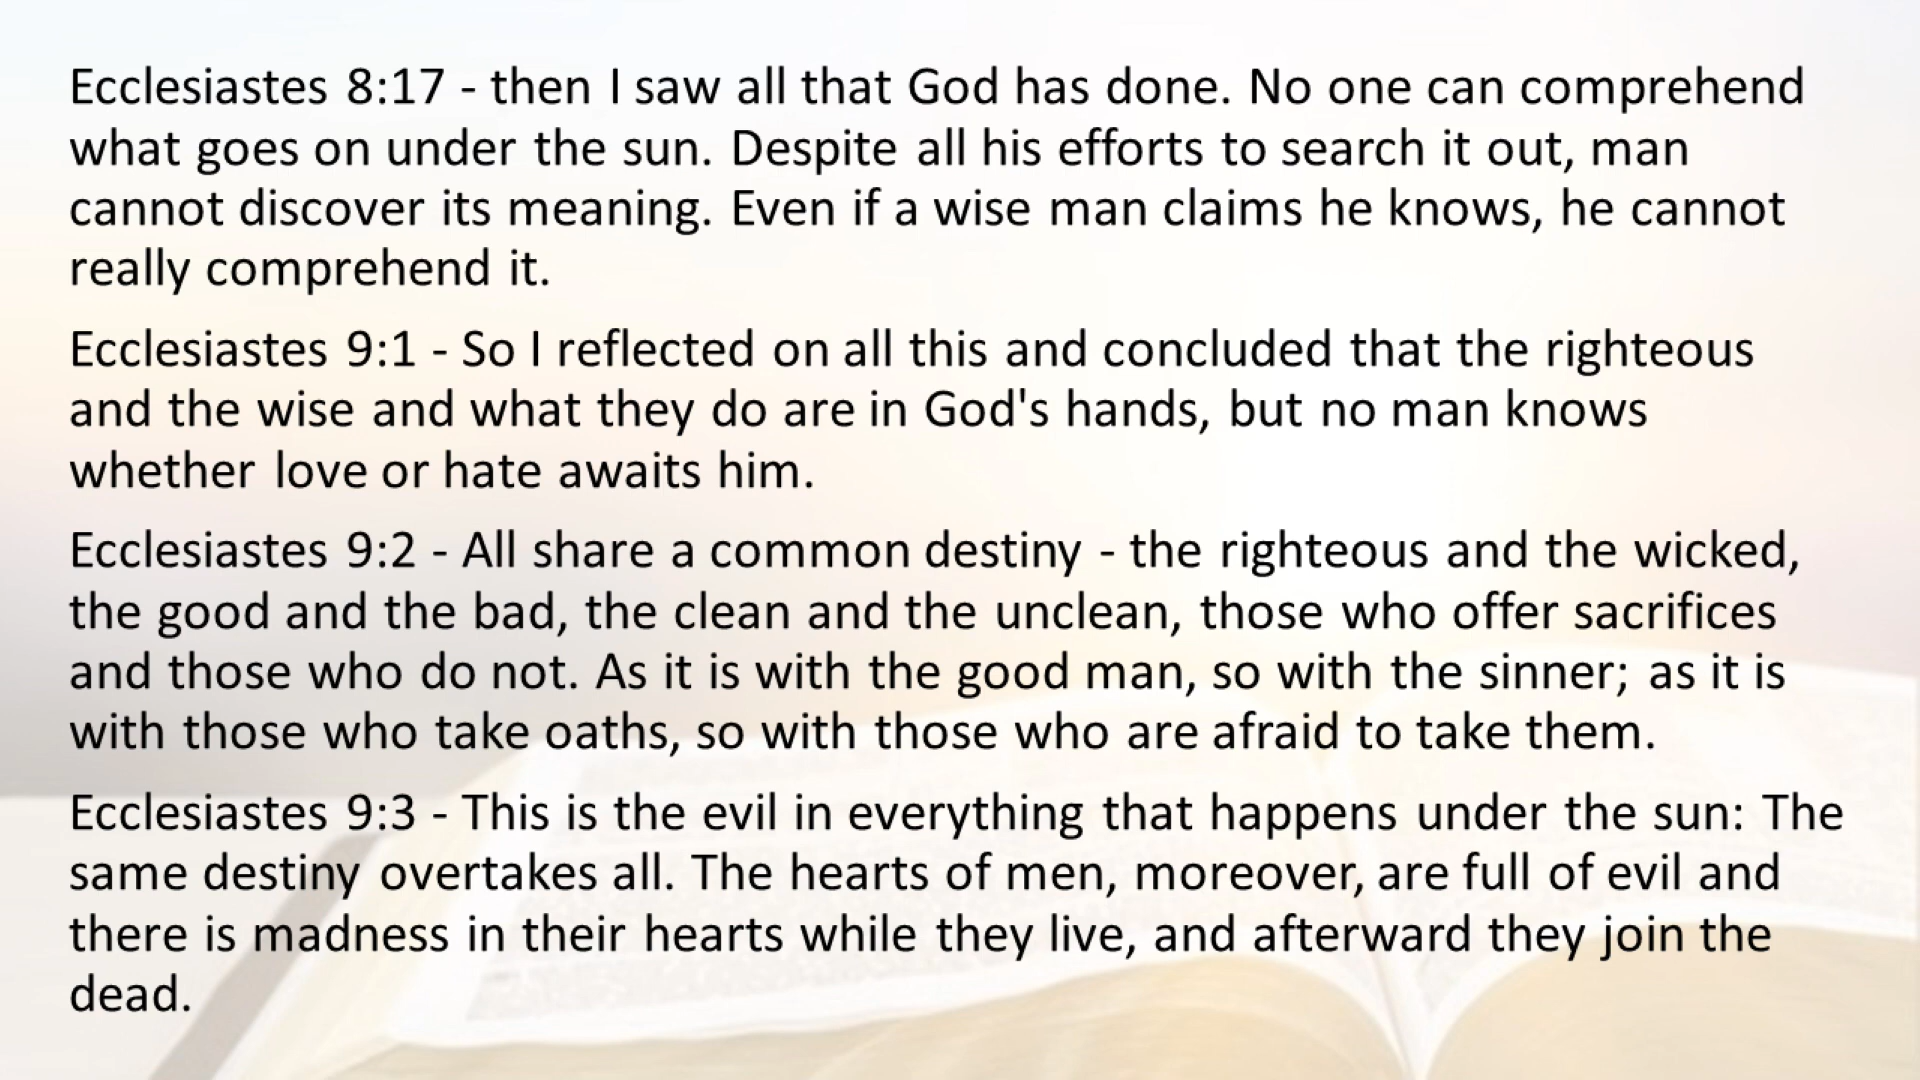 Ecclesiastes 8:17 - then I saw all that God has done. No one can comprehend
what goes on under the sun. Despite all his efforts to search it out, man
cannot discover its meaning. Even if a wise man claims he knows, he cannot
really comprehend it.
Ecclesiastes 9:1 - So I reflected on all this and concluded that the righteous
and the wise and what they do are in God's hands, but no man knows
whether love or hate awaits him.
Ecclesiastes 9:2 - All share a common destiny - the righteous and the wicked,
the good and the bad, the clean and the unclean, those who offer sacrifices
and those who do not. As it is with the good man, so with the sinner; as it is
with those who take oaths, so with those who are afraid to take them.
Ecclesiastes 9:3 - This is the evil in everything that happens under the sun: The
same destiny overtakes all. The hearts of men, moreover, are full of evil and
there is madness in their hearts while they live, and afterward they join the
dead.